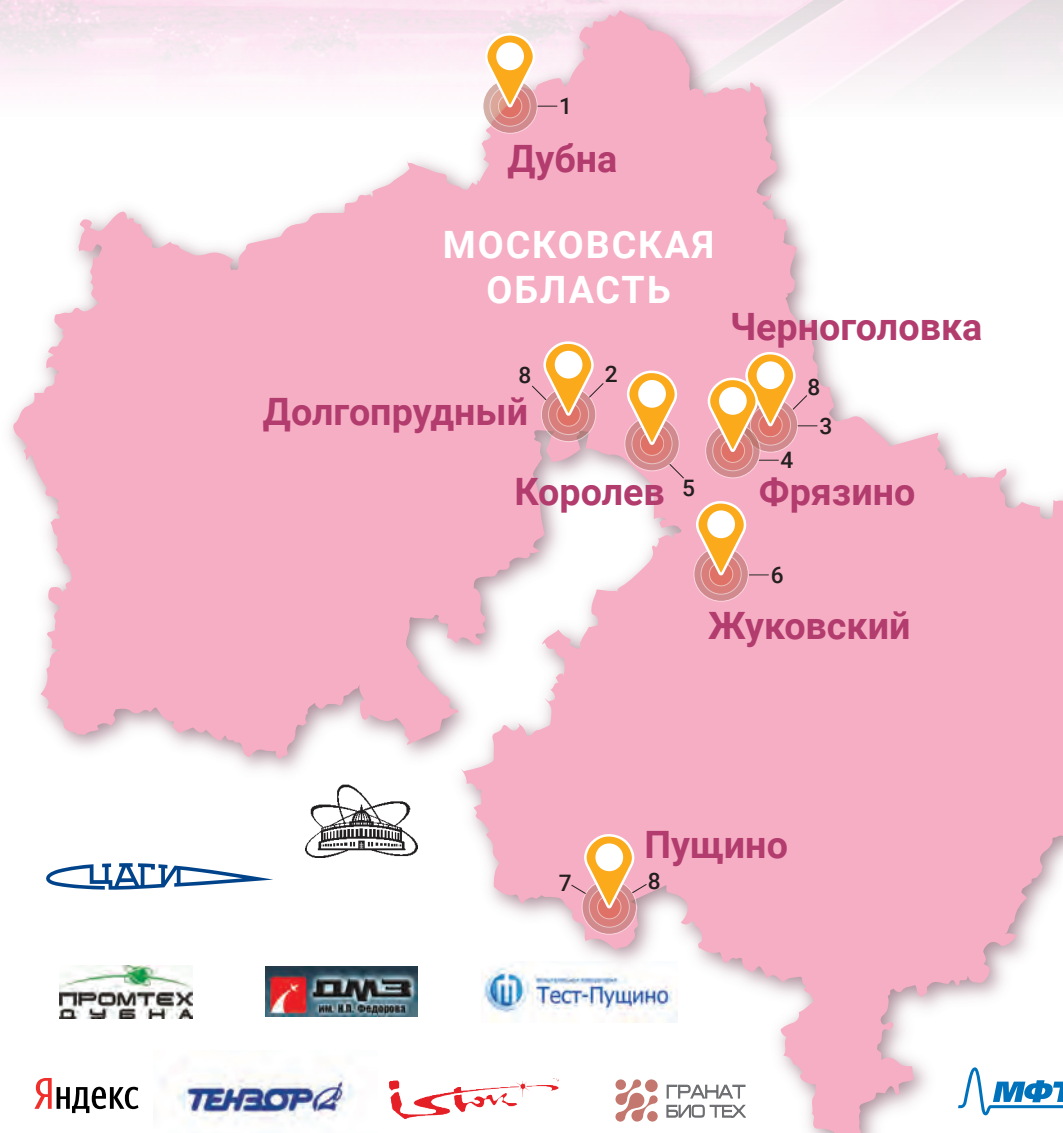 1
Дубна
МОСКОВСКАЯ
ОБЛАСТЬ
Черноголовка
8
2
8
3
Долгопрудный
4
Королев
5
Фрязино
6
Жуковский
Пущино
7
8
ЦАГИ
ПРОМТЕХ
ДУБНА
ДМЗ
им. Н.П. Федорова
Тест-Пущино
Яндекс
ТЕНЗОР
istok
ГРАНАТ
БИО ТЕХ
МФТ